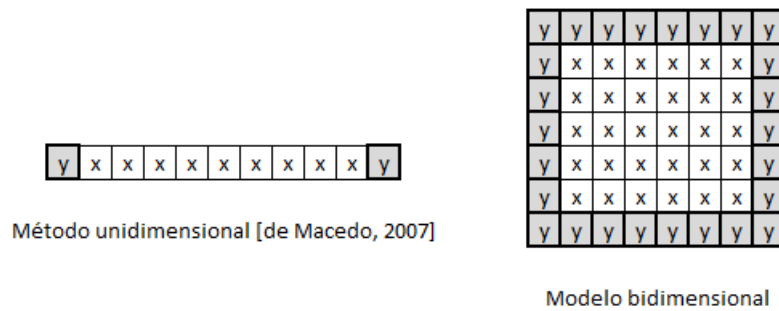 y x x x x x x x x x y
Método unidimensional [de Macedo, 2007]
y y y y y y y y
y x x x x x x y
y x x x x x x y
y x x x x x x y
y x x x x x x y
y x x x x x x y
y y y y y y y y
Modelo bidimensional